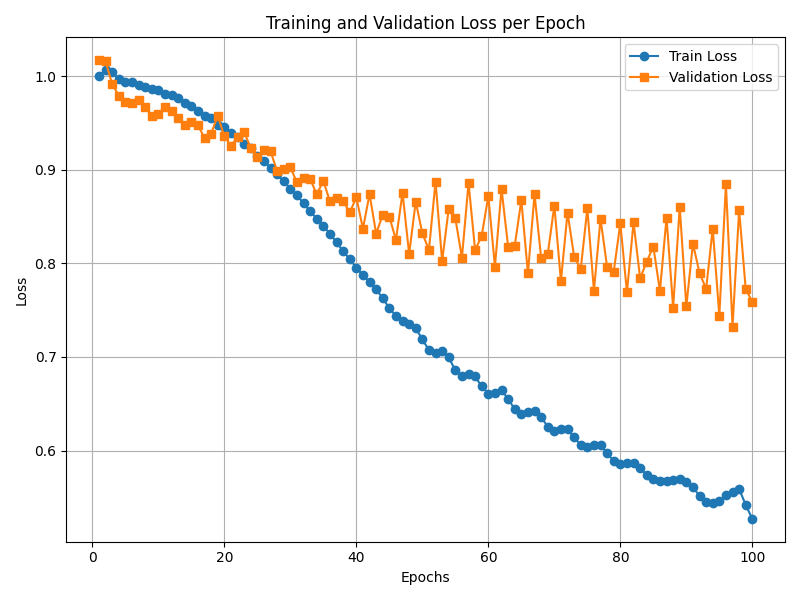 Training and Validation Loss per Epoch
Train Loss
Validation Loss
1.0
0.9
0.8
0.7
0.6
Loss
0 20 40 60 80 100
Epochs